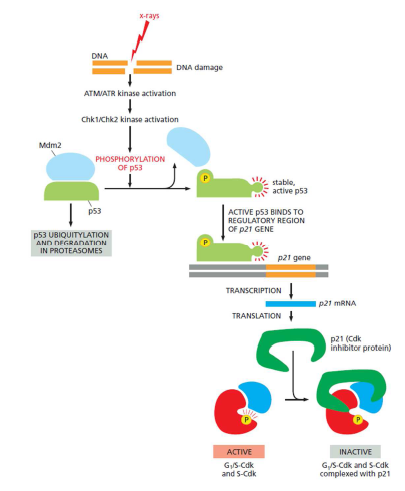 x-rays
DNA
DNA damage
ATM/ATR kinase activation
Chk1/Chk2 kinase activation
Mdm2
PHOSPHORYLATION
OF p53
P
stable,
active p53
p53
ACTIVE p53 BINDS TO
REGULATORY REGION
OF p21 GENE
p53 UBIQUITYLATION
AND DEGRADATION
IN PROTEASOMES
P
p21 gene
TRANSCRIPTION
p21 mRNA
TRANSLATION
p21 (Cdk
inhibitor protein)
P
P
ACTIVE
INACTIVE
G1/S-Cdk
and S-Cdk
G1/S-Cdk and S-Cdk
complexed with p21